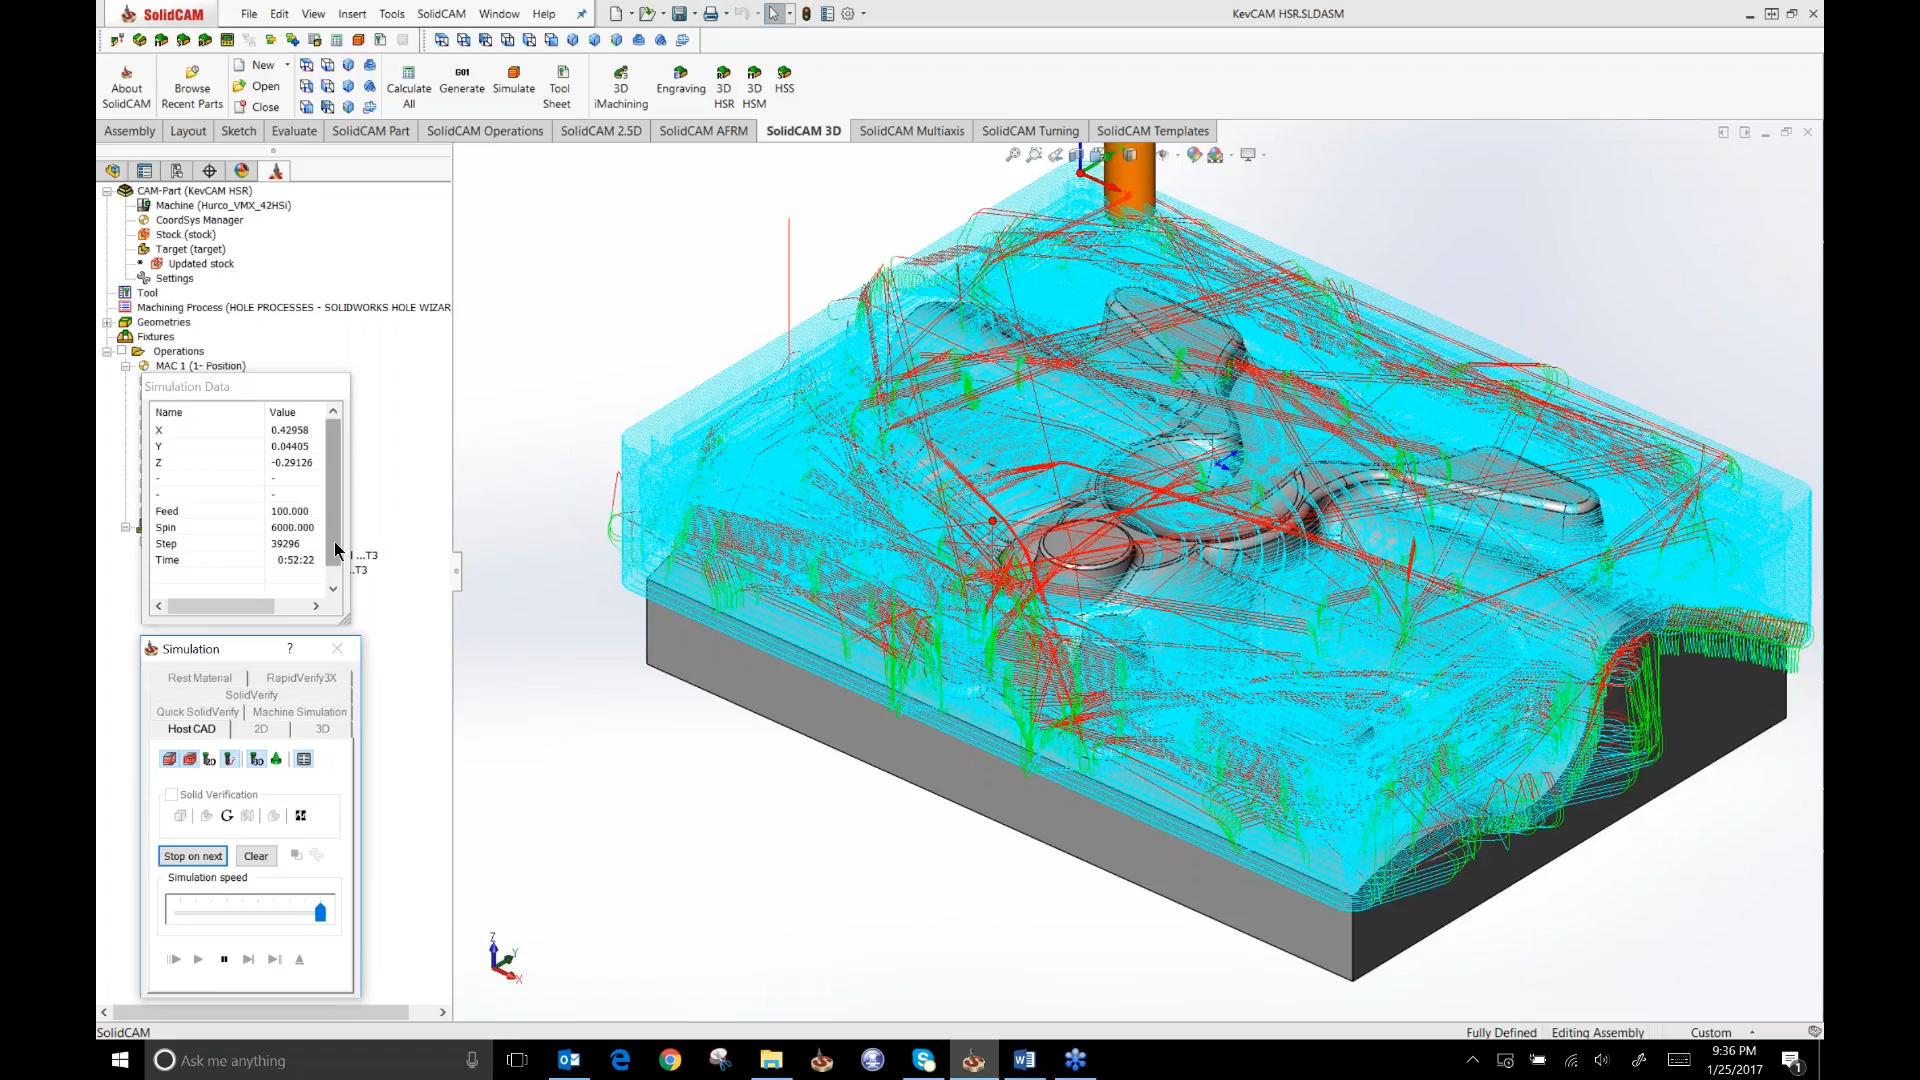 SolidCAM File Edit View Insert Tools SolidCAM Window Help KevCAM HSR.SLDASM
About SolidCAM
Browse Recent Parts
New
Open
Close
Calculate All
G01
Generate
Simulate
Tool Sheet
3D iMachining
Engraving
3D HSR
3D HSM
HSS
Assembly Layout Sketch Evaluate SolidCAM Part SolidCAM Operations SolidCAM 2.5D SolidCAM AFRM SolidCAM 3D SolidCAM Multiaxis SolidCAM Turning SolidCAM Templates
CAM-Part (KevCAM HSR)
Machine (Hurco_VMX_42HSi)
CoordSys Manager
Stock (stock)
Target (target)
* Updated stock
Settings
Tool
Machining Process (HOLE PROCESSES - SOLIDWORKS HOLE WIZAR
Geometries
Fixtures
Operations
MAC 1 (1- Position)
Simulation Data
Name Value
X 0.42958
Y 0.04405
Z -0.29126
- -
- -
Feed 100.000
Spin 6000.000
Step 39296
Time 0:52:22
...T3
..T3
Simulation ?
Rest Material RapidVerify3X
SolidVerify
Quick SolidVerify Machine Simulation
HostCAD 2D 3D
Solid Verification
Stop on next Clear
Simulation speed
Z
Y
X
SolidCAM Fully Defined Editing Assembly Custom
Ask me anything
9:36 PM
1/25/2017